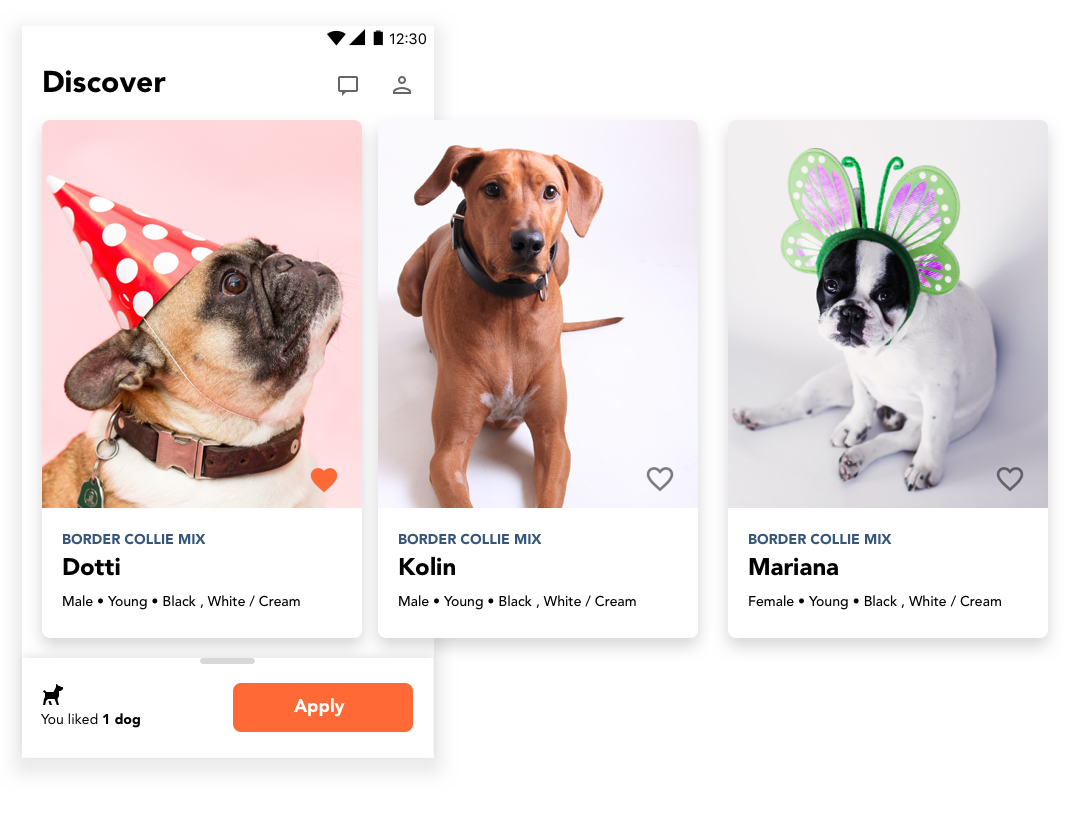 12:30
Discover
BORDER COLLIE MIX
Dotti
Male • Young • Black , White / Cream
BORDER COLLIE MIX
Kolin
Male • Young • Black , White / Cream
BORDER COLLIE MIX
Mariana
Female • Young • Black , White / Cream
You liked 1 dog
Apply